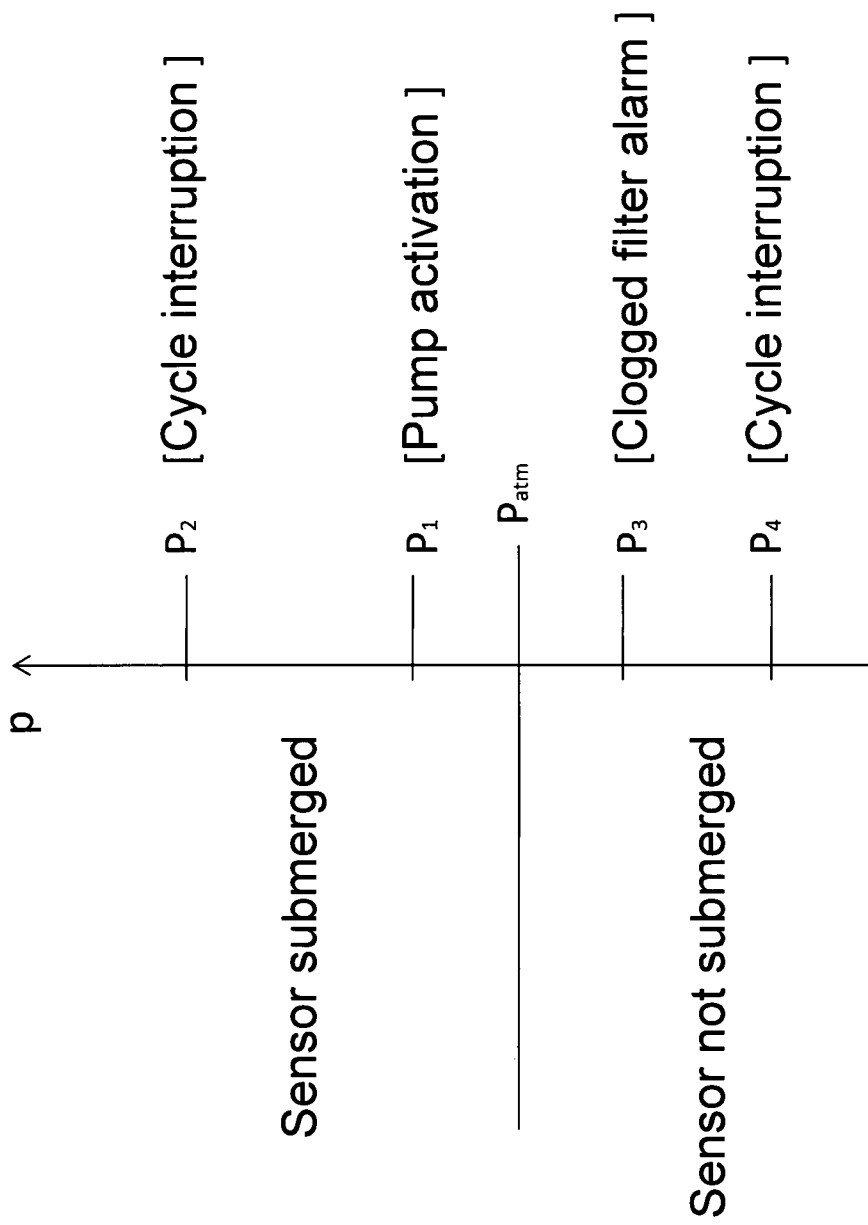 p
P2 [Cycle interruption ]
Sensor submerged
P1 [Pump activation ]
Patm
P3 [Clogged filter alarm ]
Sensor not submerged
P4 [Cycle interruption ]